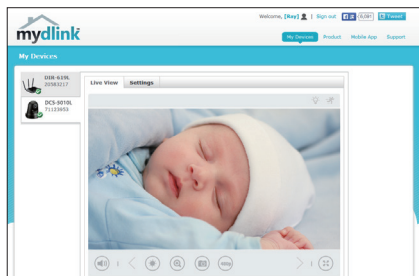 Welcome, [Ray] | Sign out Tweet
mydlink
My Devices Product Mobile App Support
My Devices
DIR-619L
20583217
DCS-5010L
71123653
Live View Settings